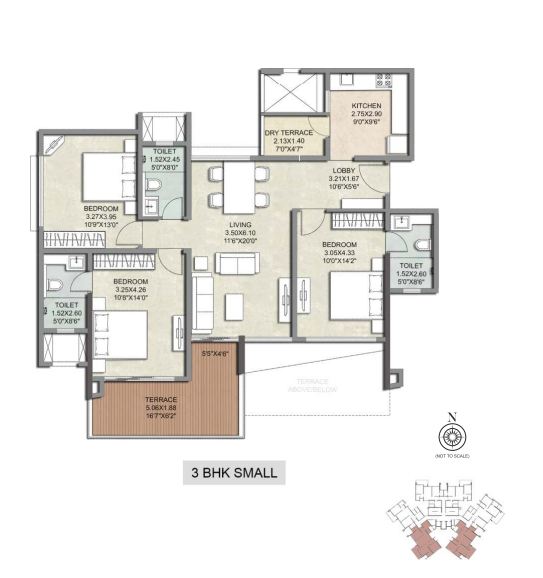 KITCHEN
2.75X2.90
9'0"X9'6"
DRY TERRACE
2.13X1.40
7'0"X4'7"
TOILET
1.52X2.45
5'0"X8'0"
LOBBY
3.21X1.67
10'6"X5'6"
BEDROOM
3.27X3.95
10'9"X13'0"
LIVING
3.50X6.10
11'6"X20'0"
BEDROOM
3.05X4.33
10'0"X14'2"
TOILET
1.52X2.60
5'0"X8'6"
BEDROOM
3.25X4.26
10'8"X14'0"
TOILET
1.52X2.60
5'0"X8'6"
5'5"X4'6"
TERRACE
ABOVE/BELOW
TERRACE
5.06X1.88
16'7"X6'2"
N
(NOT TO SCALE)
3 BHK SMALL